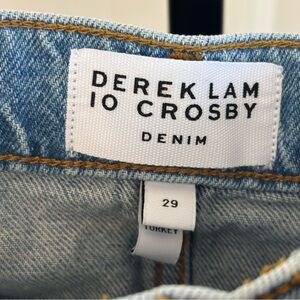 DEREK LAM
10 CROSBY
DENIM
29
TURKEY